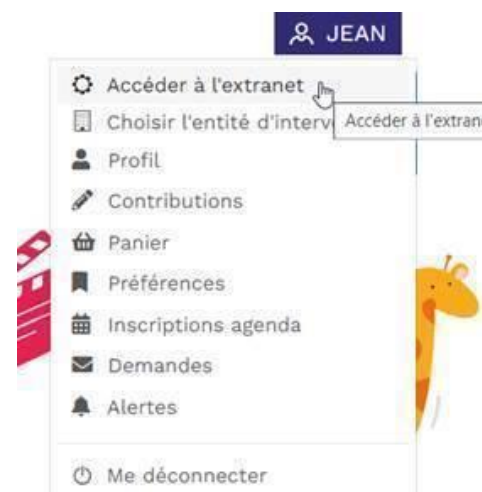 JEAN
Accéder à l'extranet
Choisir l'entité d'interv
Accéder à l'extran
Profil
Contributions
Panier
Préférences
Inscriptions agenda
Demandes
Alertes
Me déconnecter